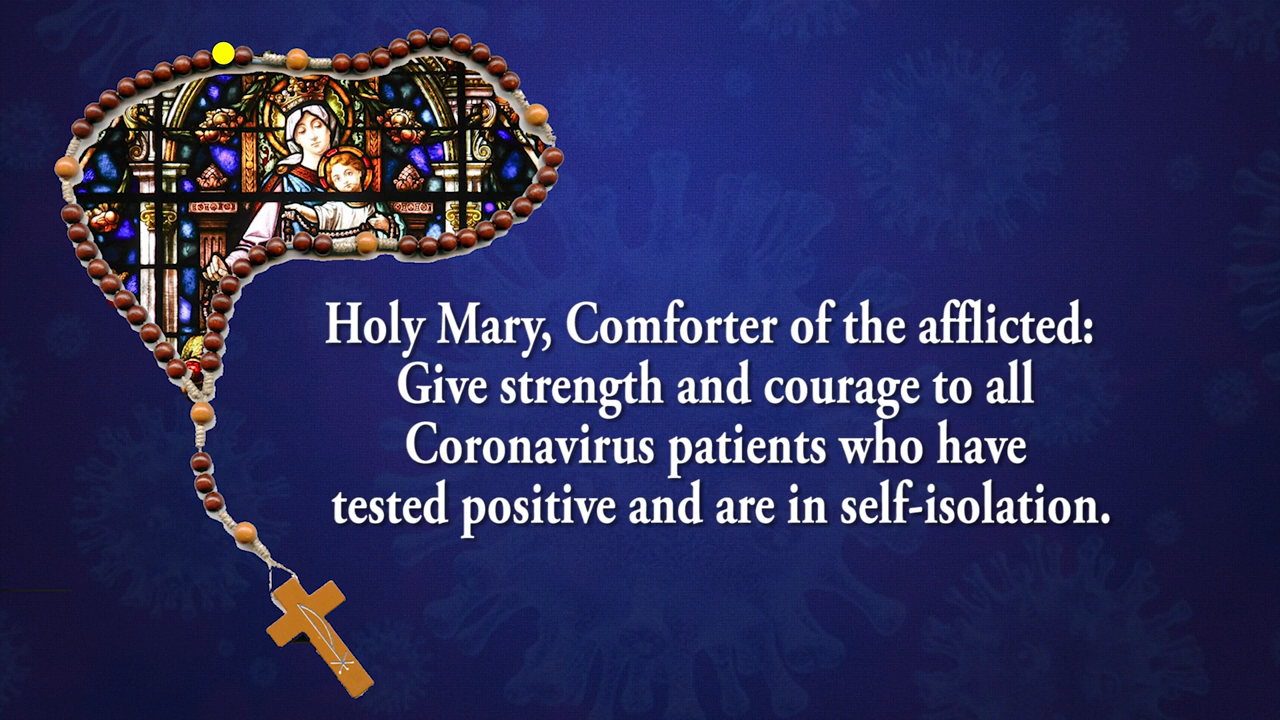 Holy Mary, Comforter of the afflicted:
Give strength and courage to all
Coronavirus patients who have
tested positive and are in self-isolation.